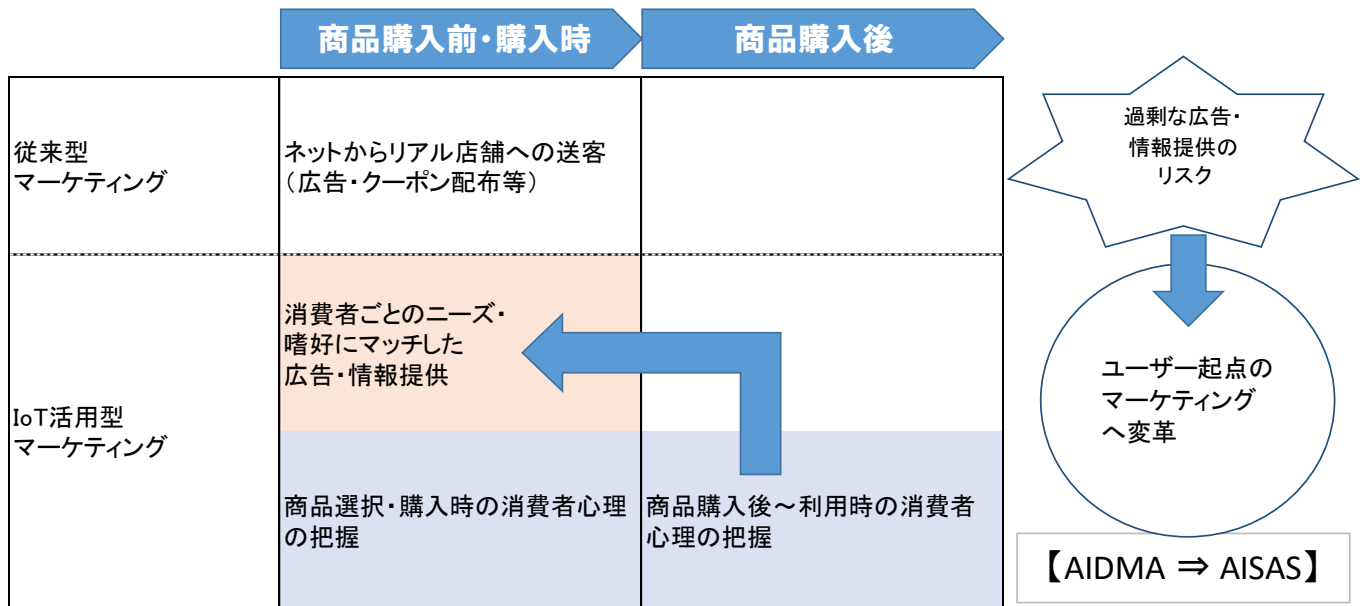 商品購入前・購入時
商品購入後
従来型
マーケティング
ネットからリアル店舗への送客
（広告・クーポン配布等）
過剰な広告・
情報提供の
リスク
IoT活用型
マーケティング
消費者ごとのニーズ・
嗜好にマッチした
広告・情報提供
商品選択・購入時の消費者心理
の把握
商品購入後～利用時の消費者
心理の把握
ユーザー起点の
マーケティング
へ変革
【AIDMA ⇒ AISAS】